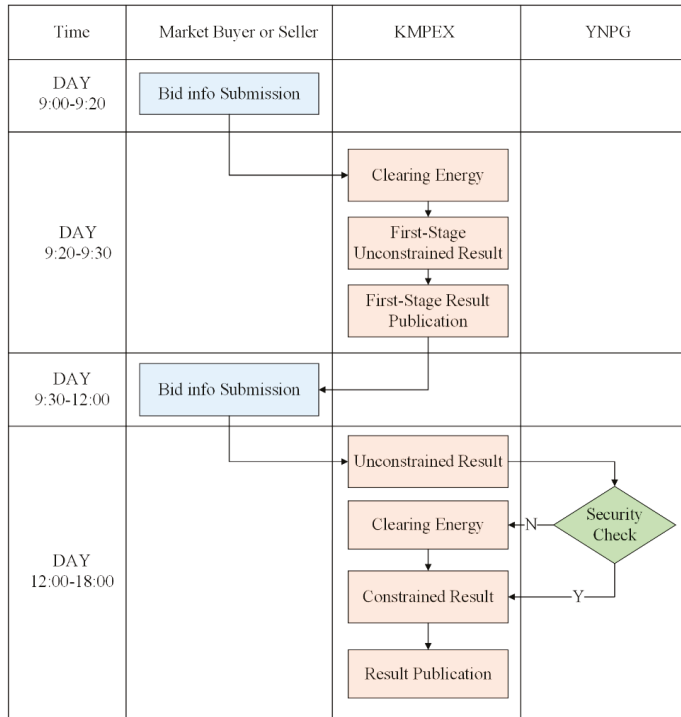 Time
Market Buyer or Seller
KMPEX
YNPG
DAY
9:00-9:20
Bid info Submission
DAY
9:20-9:30
Clearing Energy
First-Stage
Unconstrained Result
First-Stage Result
Publication
DAY
9:30-12:00
Bid info Submission
DAY
12:00-18:00
Unconstrained Result
Security
Check
N
Clearing Energy
Y
Constrained Result
Result Publication